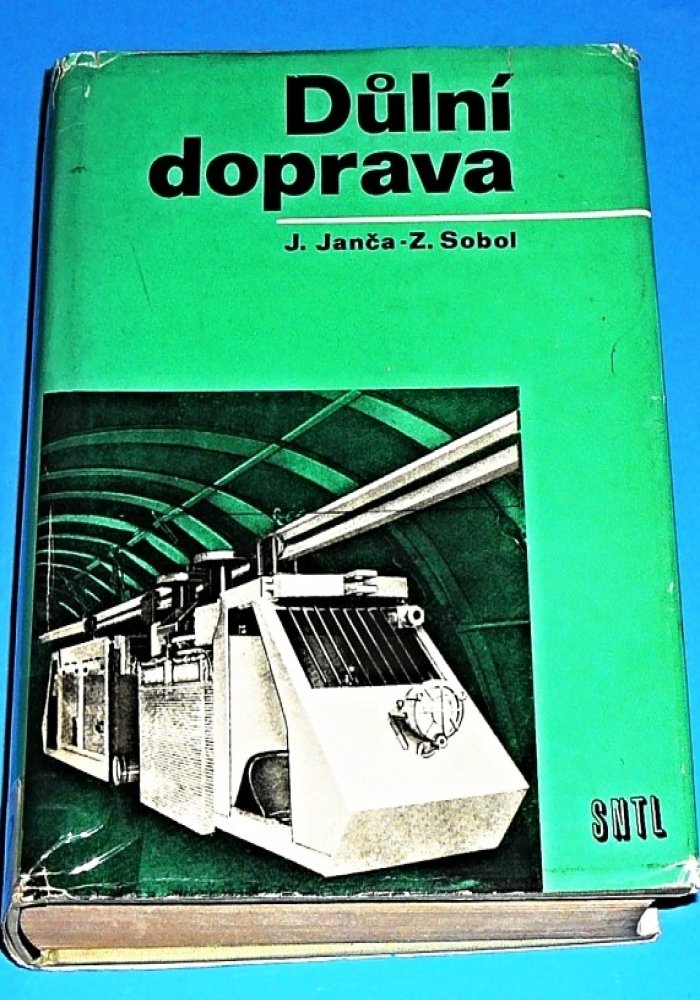 Důlní
doprava
J. Janča-Z. Sobol
SNTL